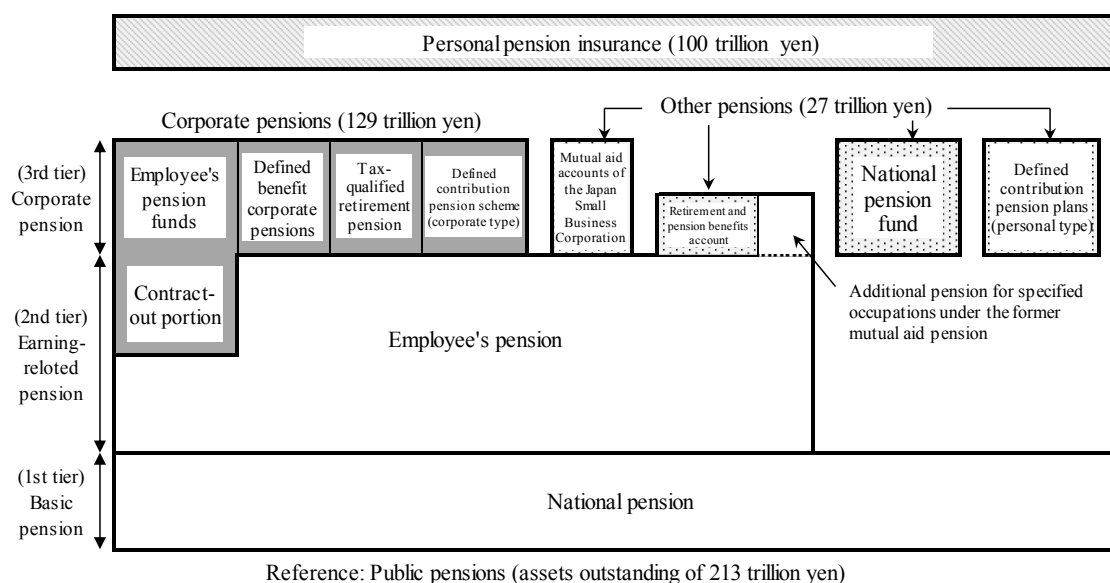 Personal pension insurance (100 trillion yen)
Other pensions (27 trillion yen)
Corporate pensions (129 trillion yen)
(3rd tier)
Corporate
pension
Employee's
pension
funds
Defined
benefit
corporate
pensions
Tax-
qualified
retirement
pension
Defined
contribution
pension scheme
(corporate type)
Mutual aid
accounts of
the Japan
Small
Business
Corporation
Retirement and
pension benefits
account
National
pension
fund
Defined
contribution
pension plans
(personal type)
(2nd tier)
Earning-
reloted
pension
Contract-
out portion
Employee's pension
Additional pension for specified
occupations under the former
mutual aid pension
(1st tier)
Basic
pension
National pension
Reference: Public pensions (assets outstanding of 213 trillion yen)